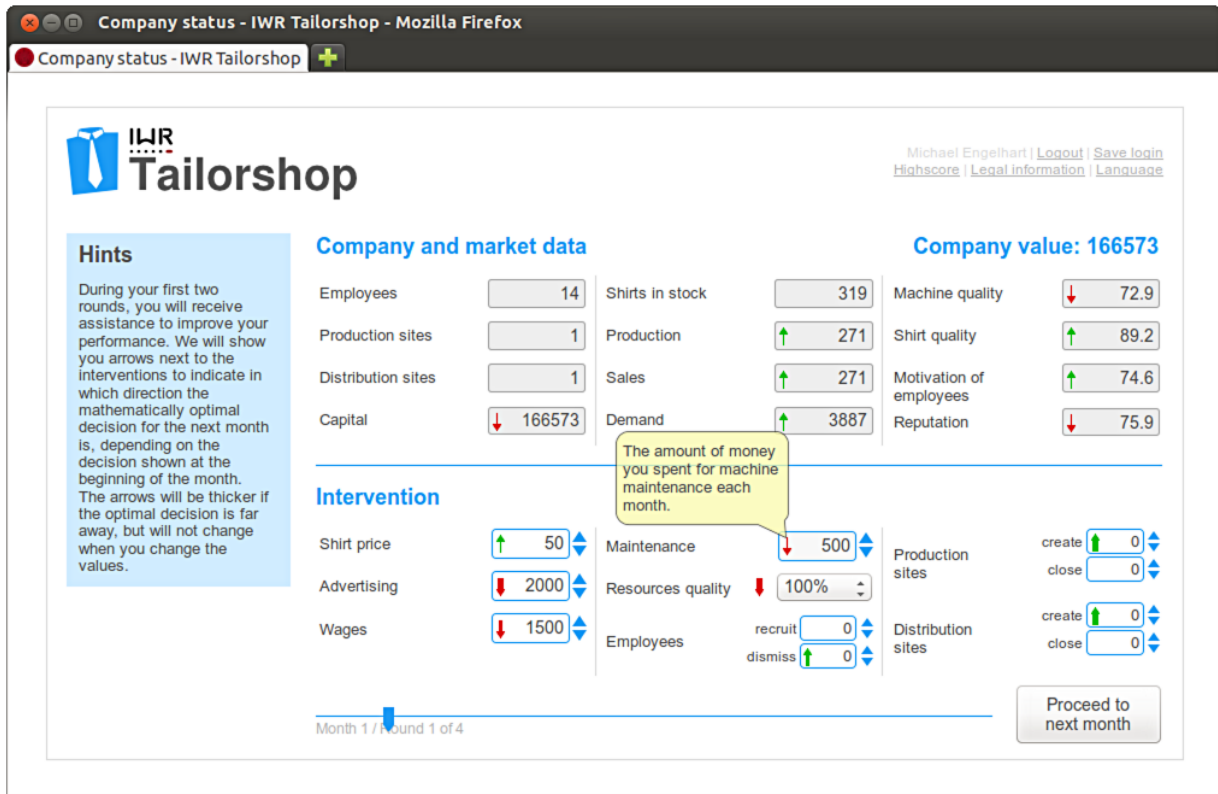 Company status - IWR Tailorshop - Mozilla Firefox
Company status - IWR Tailorshop
IWR
Tailorshop
Michael Engelhart | Logout | Save login
Highscore | Legal information | Language
Hints
During your first two
rounds, you will receive
assistance to improve your
performance. We will show
you arrows next to the
interventions to indicate in
which direction the
mathematically optimal
decision for the next month
is, depending on the
decision shown at the
beginning of the month.
The arrows will be thicker if
the optimal decision is far
away, but will not change
when you change the
values.
Company and market data
Company value: 166573
Employees 14
Production sites 1
Distribution sites 1
Capital 166573
Shirts in stock 319
Production 271
Sales 271
Demand 3887
Machine quality 72.9
Shirt quality 89.2
Motivation of
employees 74.6
Reputation 75.9
The amount of money
you spent for machine
maintenance each
month.
Intervention
Shirt price 50
Advertising 2000
Wages 1500
Maintenance 500
Resources quality 100%
Employees
recruit 0
dismiss 0
Production
sites
create 0
close 0
Distribution
sites
create 0
close 0
Month 1 / Round 1 of 4
Proceed to
next month